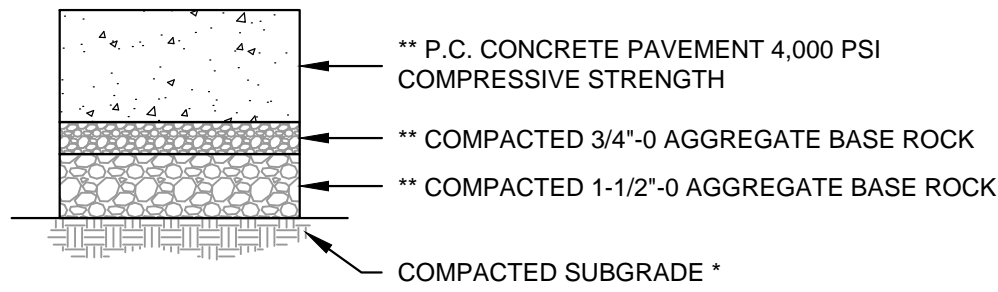 ** P.C. CONCRETE PAVEMENT 4,000 PSI
COMPRESSIVE STRENGTH
** COMPACTED 3/4"-0 AGGREGATE BASE ROCK
** COMPACTED 1-1/2"-0 AGGREGATE BASE ROCK
COMPACTED SUBGRADE *